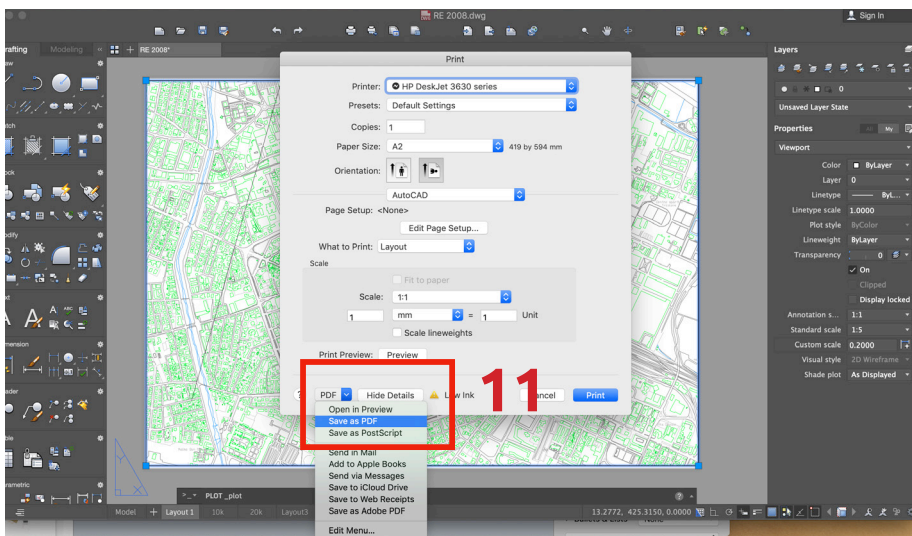 RE 2008.dwg
Sign In
rafting Modeling
RE 2008*
Print
Printer: HP DeskJet 3630 series
Presets: Default Settings
Copies: 1
Paper Size: A2 419 by 594 mm
Orientation:
AutoCAD
Page Setup: <None>
Edit Page Setup...
What to Print: Layout
Scale
Fit to paper
Scale: 1:1
1 mm = 1 Unit
Scale lineweights
Print Preview: Preview
? PDF Hide Details Low Ink Cancel Print
11
Open in Preview
Save as PDF
Save as PostScript
Send in Mail
Add to Apple Books
Send via Messages
Save to iCloud Drive
Save to Web Receipts
Save as Adobe PDF
Edit Menu...
Layers
0
Unsaved Layer State
Properties My
Viewport
Color ByLayer
Layer 0
Linetype ByL...
Linetype scale 1.0000
Plot style ByColor
Lineweight ByLayer
Transparency 0
On
Clipped
Display locked
Annotation s... 1:1
Standard scale 1:5
Custom scale 0.2000
Visual style 2D Wireframe
Shade plot As Displayed
>_ PLOT _plot
Model + Layout1 10k 20k Layout3
13.2772, 425.3150, 0.0000